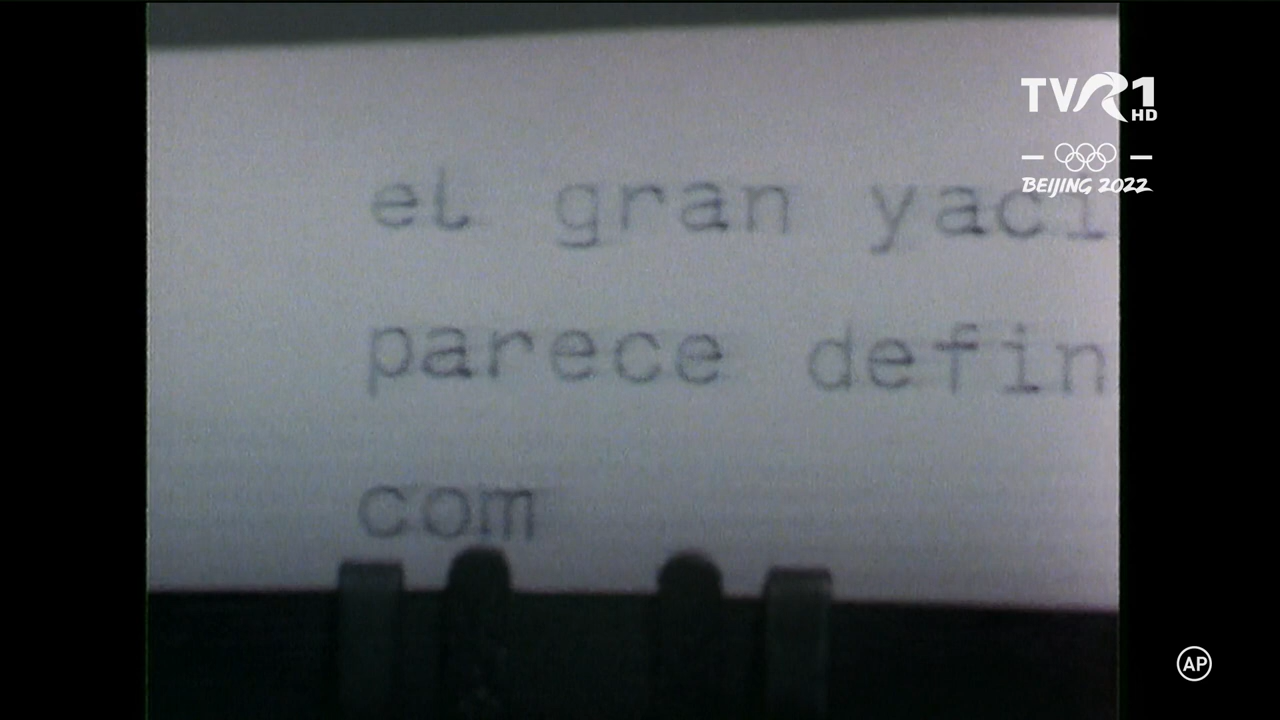 TVR1
HD
BEIJING 2022
el gran yaci
parece defin
com
AP